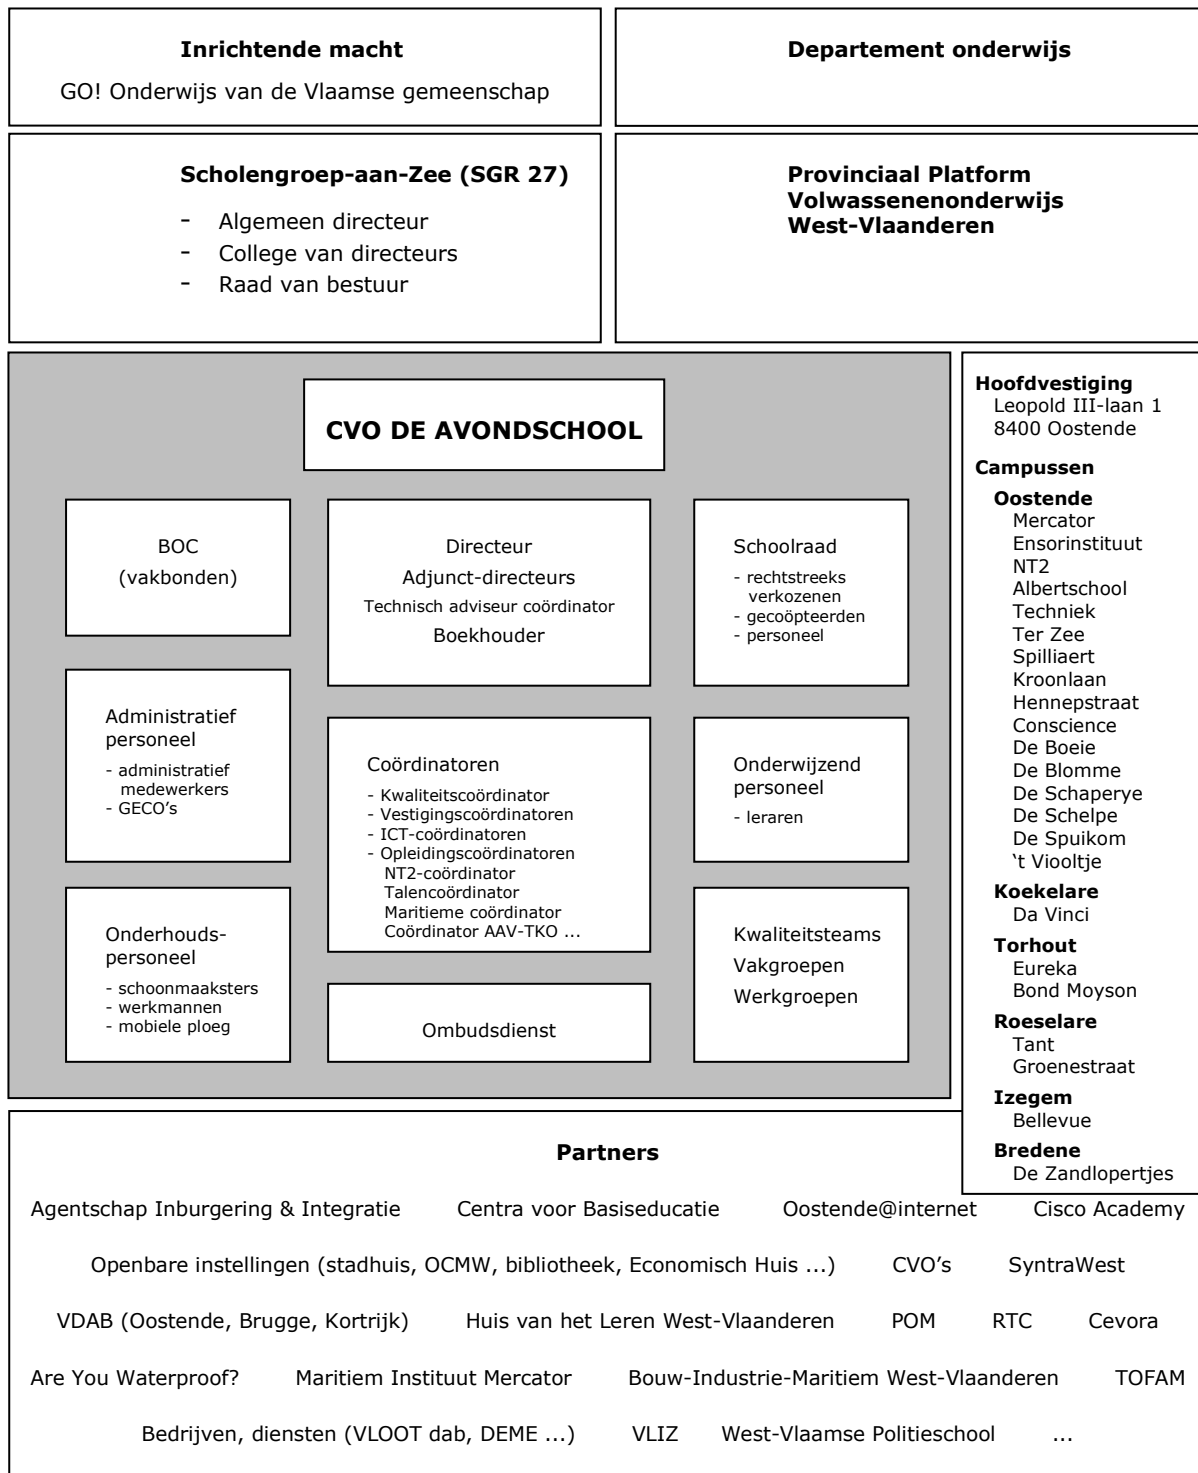 Inrichtende macht
GO! Onderwijs van de Vlaamse gemeenschap
Departement onderwijs
Scholengroep-aan-Zee (SGR 27)
- Algemeen directeur
- College van directeurs
- Raad van bestuur
Provinciaal Platform
Volwassenenonderwijs
West-Vlaanderen
CVO DE AVONDSCHOOL
BOC
(vakbonden)
Directeur
Adjunct-directeurs
Technisch adviseur coördinator
Boekhouder
Schoolraad
- rechtstreeks
verkozenen
- gecoöpteerden
- personeel
Administratief
personeel
- administratief
medewerkers
- GECO's
Coördinatoren
- Kwaliteitscoördinator
- Vestigingscoördinatoren
- ICT-coördinatoren
- Opleidingscoördinatoren
NT2-coördinator
Talencoördinator
Maritieme coördinator
Coördinator AAV-TKO ...
Onderwijzend
personeel
- leraren
Onderhouds-
personeel
- schoonmaaksters
- werkmannen
- mobiele ploeg
Ombudsdienst
Kwaliteitsteams
Vakgroepen
Werkgroepen
Hoofdvestiging
Leopold III-laan 1
8400 Oostende
Campussen
Oostende
Mercator
Ensorinstituut
NT2
Albertschool
Techniek
Ter Zee
Spilliaert
Kroonlaan
Hennepstraat
Conscience
De Boeie
De Blomme
De Schaperye
De Schelpe
De Spuikom
‘t Viooltje
Koekelare
Da Vinci
Torhout
Eureka
Bond Moyson
Roeselare
Tant
Groenestraat
Izegem
Bellevue
Bredene
De Zandlopertjes
Partners
Agentschap Inburgering & Integratie Centra voor Basiseducatie Oostende@internet Cisco Academy
Openbare instellingen (stadhuis, OCMW, bibliotheek, Economisch Huis ...) CVO's SyntraWest
VDAB (Oostende, Brugge, Kortrijk) Huis van het Leren West-Vlaanderen POM RTC Cevora
Are You Waterproof? Maritiem Instituut Mercator Bouw-Industrie-Maritiem West-Vlaanderen TOFAM
Bedrijven, diensten (VLOOT dab, DEME ...) VLIZ West-Vlaamse Politieschool ...